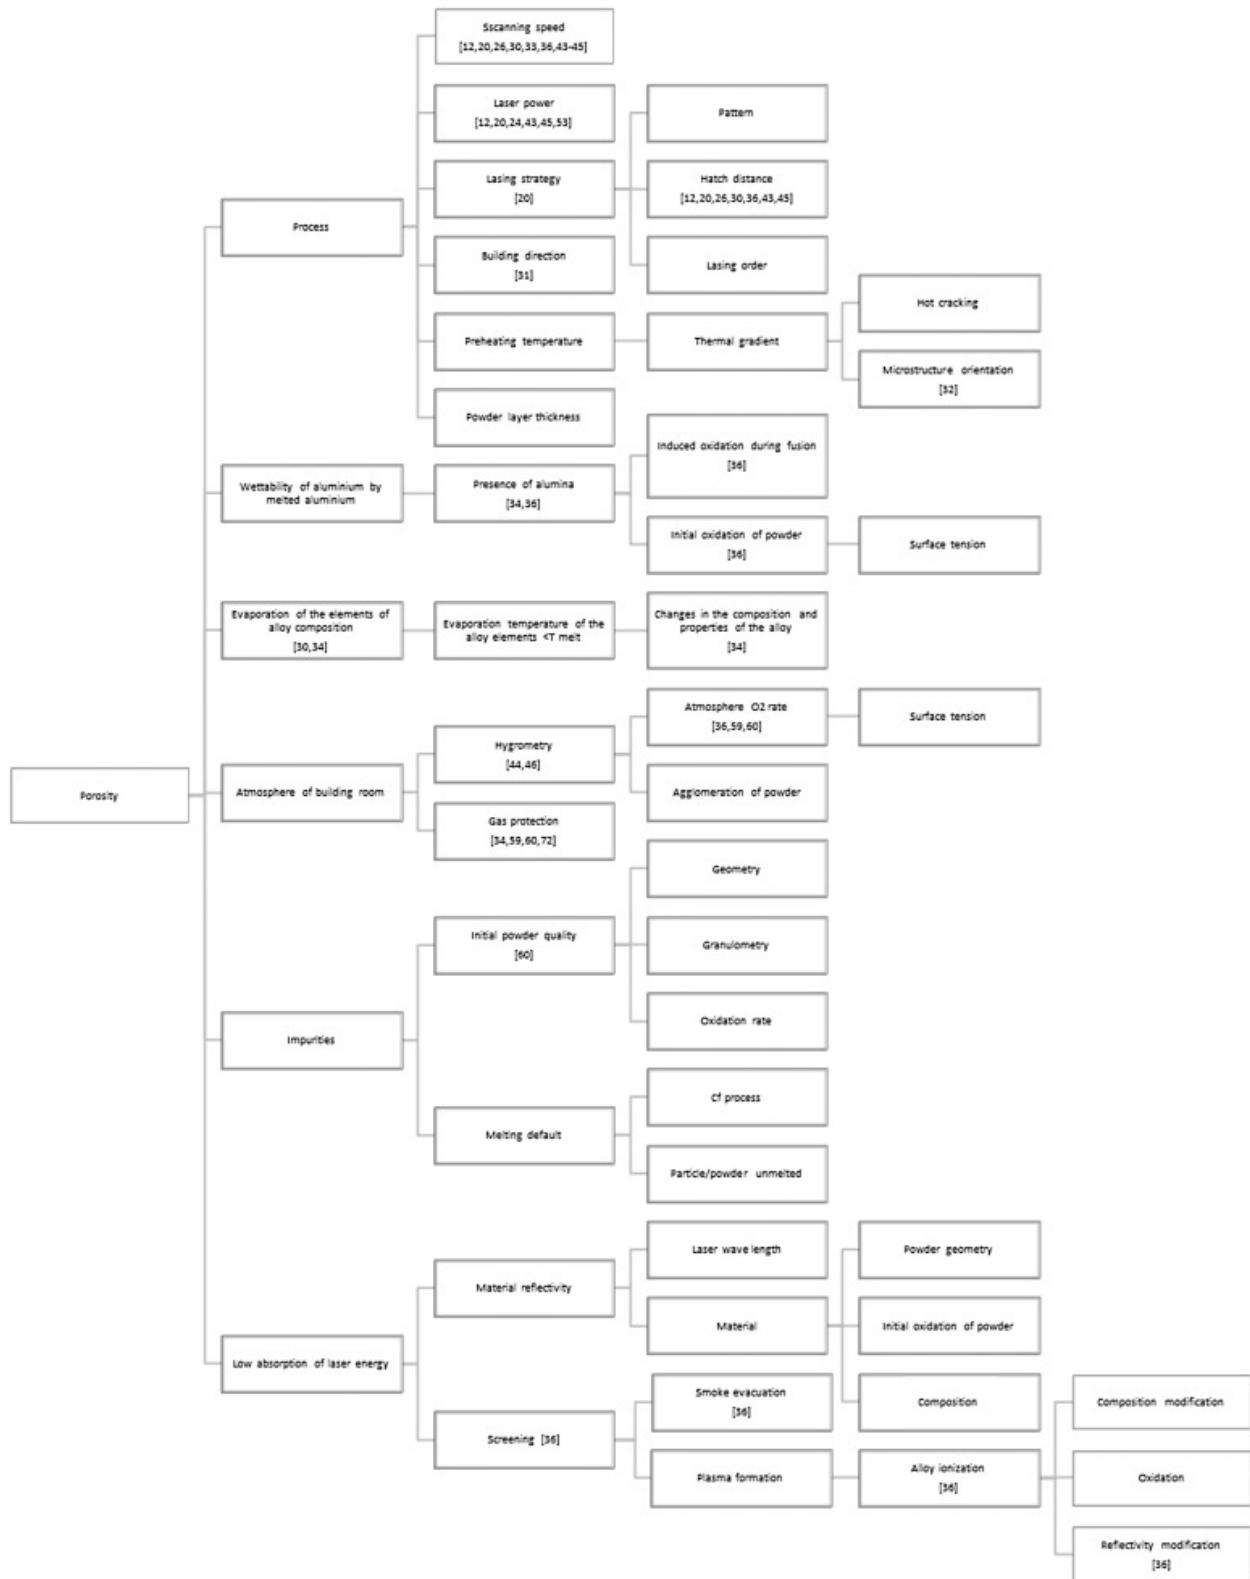 Sscanning speed
[12,20,26,30,33,36,43-45]
Laser power
[12,20,24,43,45,53]
Pattern
Lasing strategy
[20]
Hatch distance
[12,20,26,30,36,43,45]
Process
Building direction
[31]
Lasing order
Hot cracking
Preheating temperature
Thermal gradient
Microstructure orientation
[32]
Powder layer thickness
Induced oxidation during fusion
[36]
Wettability of aluminium by
melted aluminium
Presence of alumina
[34,36]
Initial oxidation of powder
[36]
Surface tension
Evaporation of the elements of
alloy composition
[30,34]
Evaporation temperature of the
alloy elements <T melt
Changes in the composition and
properties of the alloy
[34]
Atmosphere O2 rate
[36,59,60]
Surface tension
Hygrometry
[44,46]
Porosity
Atmosphere of building room
Agglomeration of powder
Gas protection
[34,59,60,72]
Geometry
Initial powder quality
[60]
Granulometry
Oxidation rate
Impurities
Cf process
Melting default
Particle/powder unmelted
Laser wave length
Powder geometry
Material reflectivity
Material
Initial oxidation of powder
Low absorption of laser energy
Smoke evacuation
[36]
Composition
Composition modification
Screening [36]
Plasma formation
Alloy ionization
[36]
Oxidation
Reflectivity modification
[36]